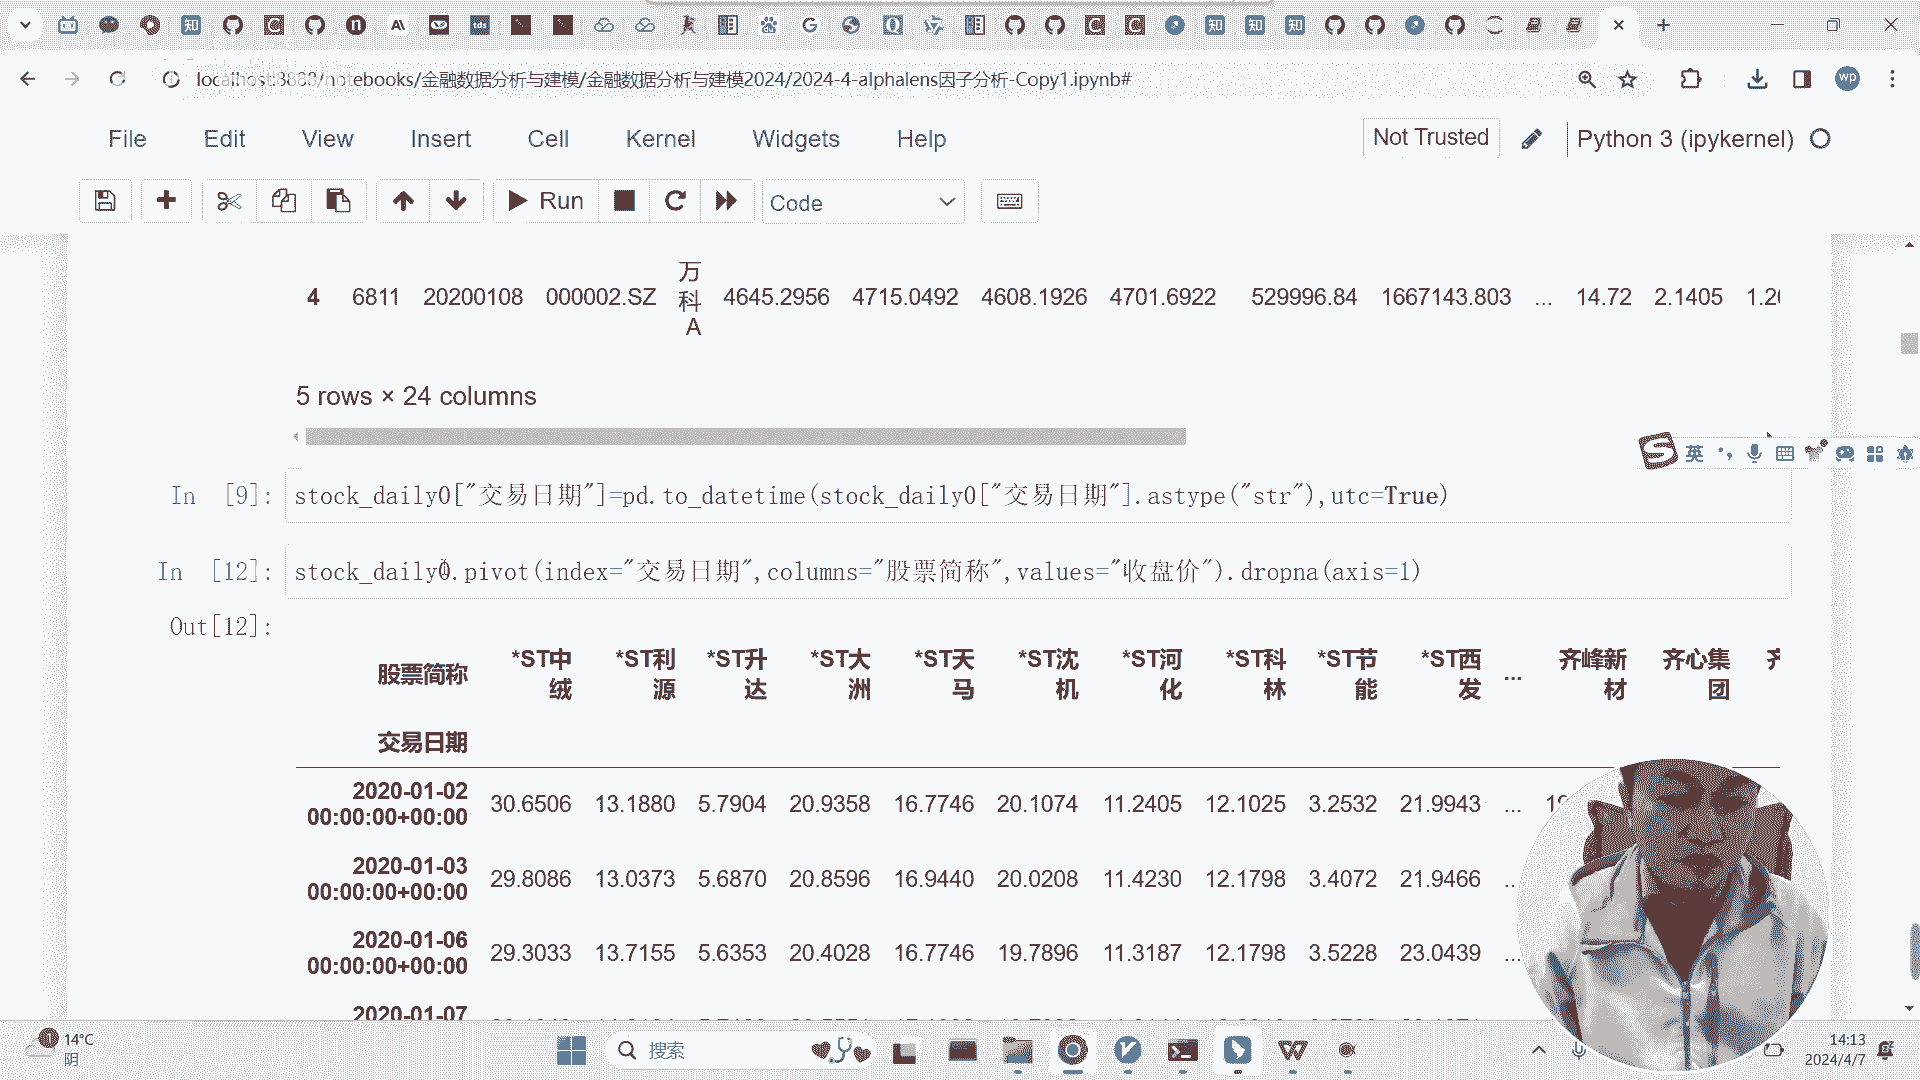 localhost:8888/notebooks/金融数据分析与建模/金融数据分析与建模2024/2024-4-alphalens因子分析-Copy1.ipynb#
wp
File Edit View Insert Cell Kernel Widgets Help
Not Trusted
Python 3 (ipykernel)
Run
Code
4 6811 20200108 000002.SZ 万科A 4645.2956 4715.0492 4608.1926 4701.6922 529996.84 1667143.803 ... 14.72 2.1405
5 rows × 24 columns
英
In [9]: stock_daily0["交易日期"]=pd.to_datetime(stock_daily0["交易日期"].astype("str"),utc=True)
In [12]: stock_daily0.pivot(index="交易日期",columns="股票简称",values="收盘价").dropna(axis=1)
Out[12]:
股票简称 *ST中绒 *ST利源 *ST升达 *ST大洲 *ST天马 *ST沈机 *ST河化 *ST科林 *ST节能 *ST西发 ... 齐峰新材 齐心集团
交易日期
2020-01-02 00:00:00+00:00 30.6506 13.1880 5.7904 20.9358 16.7746 20.1074 11.2405 12.1025 3.2532 21.9943 ...
2020-01-03 00:00:00+00:00 29.8086 13.0373 5.6870 20.8596 16.9440 20.0208 11.4230 12.1798 3.4072 21.9466 ...
2020-01-06 00:00:00+00:00 29.3033 13.7155 5.6353 20.4028 16.7746 19.7896 11.3187 12.1798 3.5228 23.0439 ...
2020-01-07
14°C
阴
搜索
14:13
2024/4/7